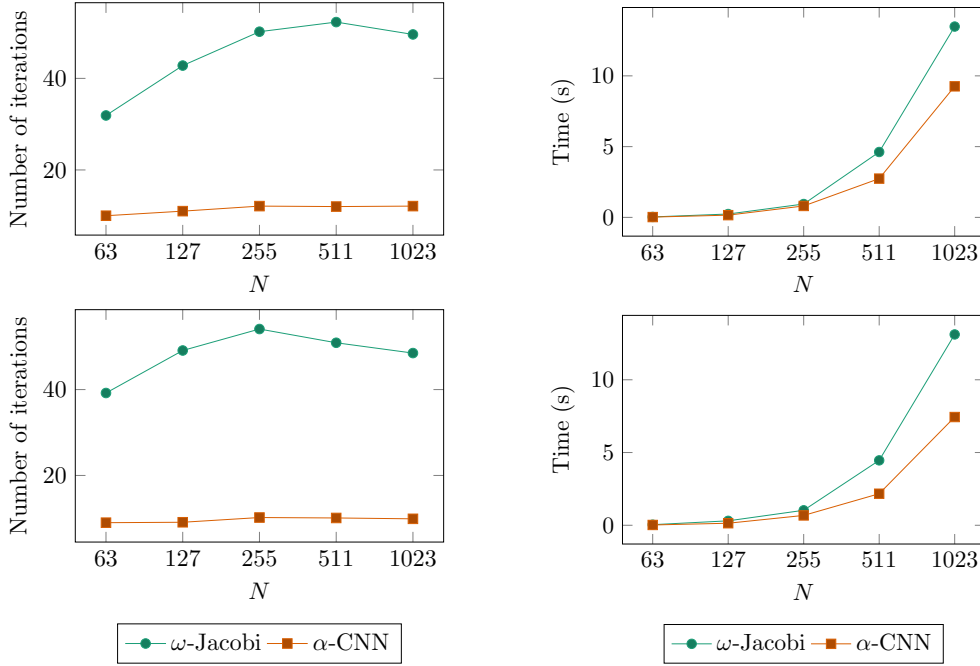 Number of iterations
40
20
63 127 255 511 1023
N
Time (s)
10
5
0
63 127 255 511 1023
N
Number of iterations
40
20
63 127 255 511 1023
N
Time (s)
10
5
0
63 127 255 511 1023
N
ω-Jacobi α-CNN
ω-Jacobi α-CNN